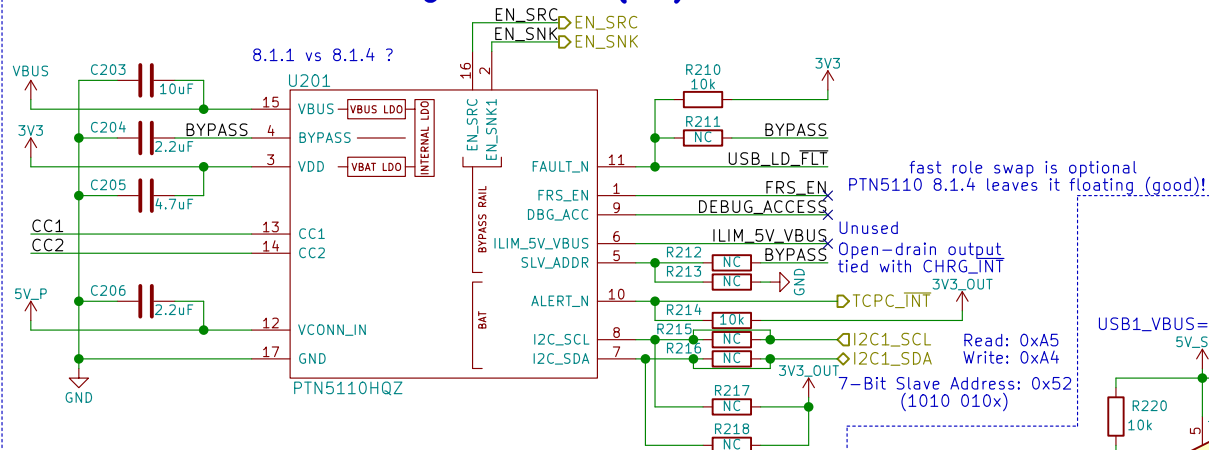 EN_SRC
EN_SRC
EN_SNK
EN_SNK
8.1.1 vs 8.1.4 ?
U201
16
2
VBUS
C203
10uF
15
VBUS
VBUS LDO
INTERNAL LDO
EN_SRC
EN_SNK1
3V3
C204
2.2uF
BYPASS
4
BYPASS
3
VDD
VBAT LDO
C205
4.7uF
CC1
13
CC1
CC2
14
CC2
5V_P
C206
2.2uF
12
VCONN_IN
17
GND
GND
PTN5110HQZ
BYPASS RAIL
BAT
R210
10k
3V3
R211
NC
BYPASS
FAULT_N
11
USB_LD_FLT
FRS_EN
1
FRS_EN
DBG_ACC
9
DEBUG_ACCESS
ILIM_5V_VBUS
6
ILIM_5V_VBUS
SLV_ADDR
5
R212
NC
BYPASS
R213
NC
GND
ALERT_N
10
TCPC_INT
R214
10k
3V3_OUT
I2C_SCL
8
R215
NC
I2C1_SCL
I2C_SDA
7
R216
NC
I2C1_SDA
3V3_OUT
R217
NC
R218
NC
fast role swap is optional
PTN5110 8.1.4 leaves it floating (good)!
Unused
Open-drain output
tied with CHRG_INT
Read: 0xA5
Write: 0xA4
7-Bit Slave Address: 0x52
(1010 010x)
USB1_VBUS=
5V_S
R220
10k
5